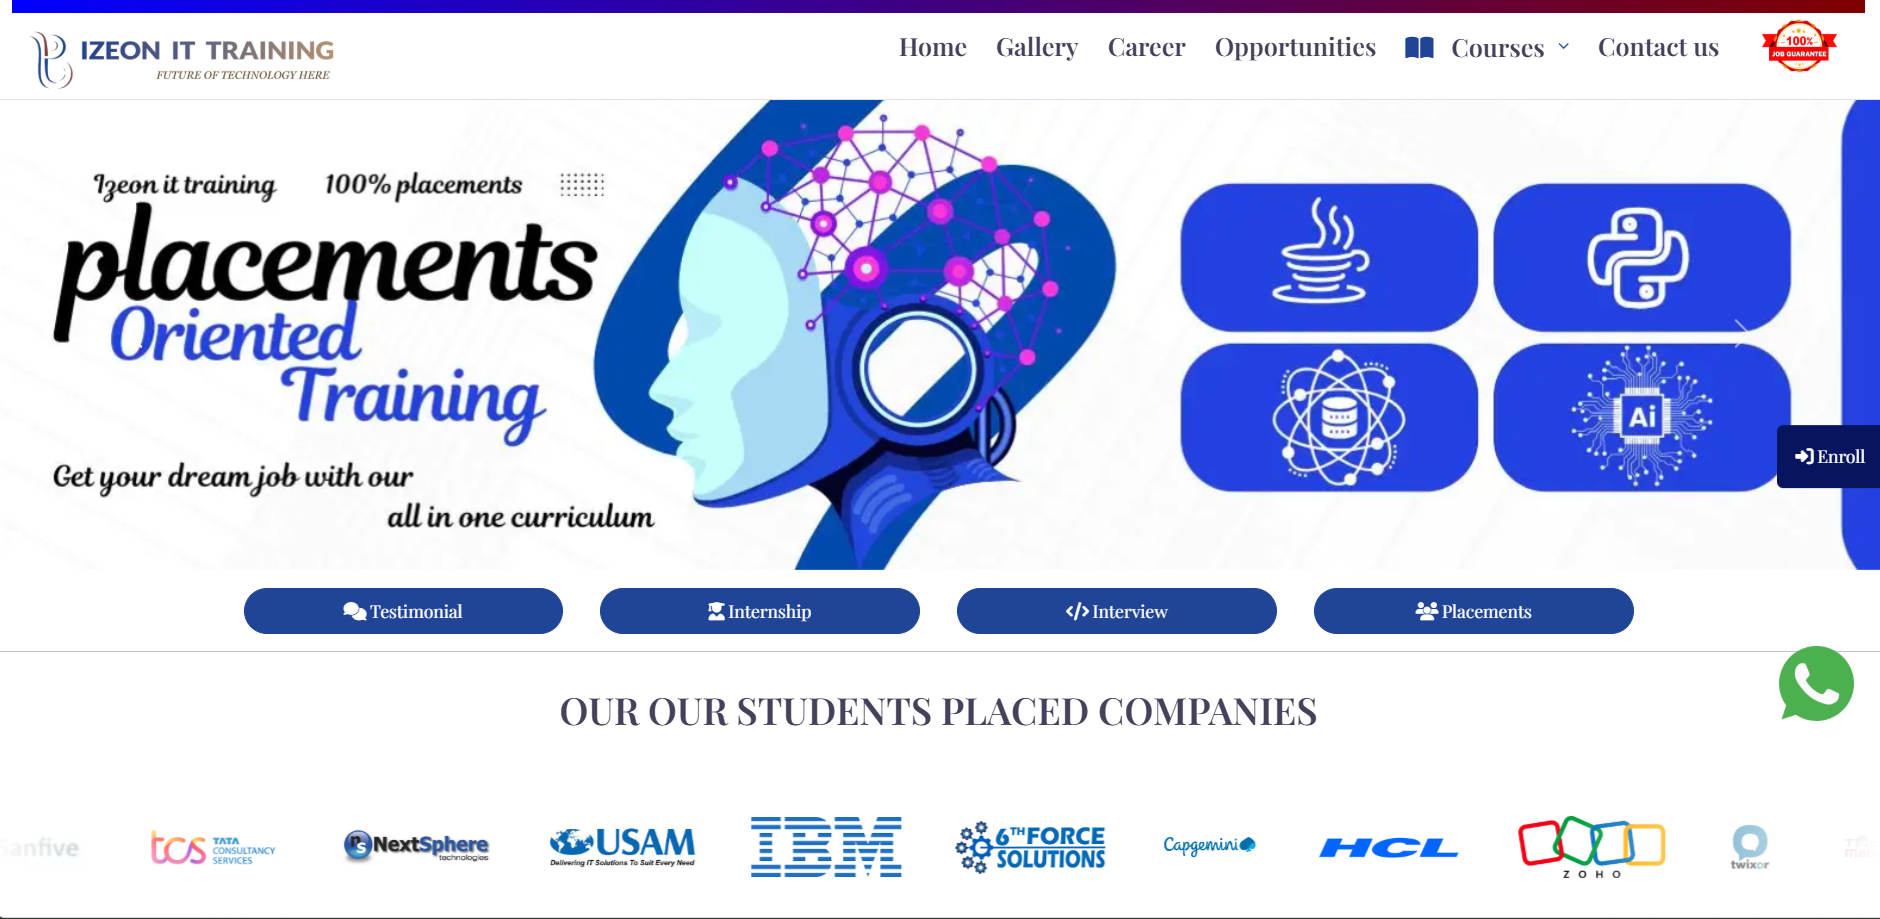 IZEON IT TRAINING
FUTURE OF TECHNOLOGY HERE
Home Gallery Career Opportunities Courses Contact us
100%
JOB GUARANTEE
Izeon it training 100% placements
placements
Oriented
Training
Get your dream job with our
all in one curriculum
Ai
Enroll
Testimonial Internship Interview Placements
OUR OUR STUDENTS PLACED COMPANIES
Sanfive
tcs TATA
CONSULTANCY
SERVICES
NextSphere
technologies
USAM
Delivering IT Solutions To Suit Every Need
IBM
6TH FORCE
SOLUTIONS
Capgemini
HCL
ZOHO
twixor